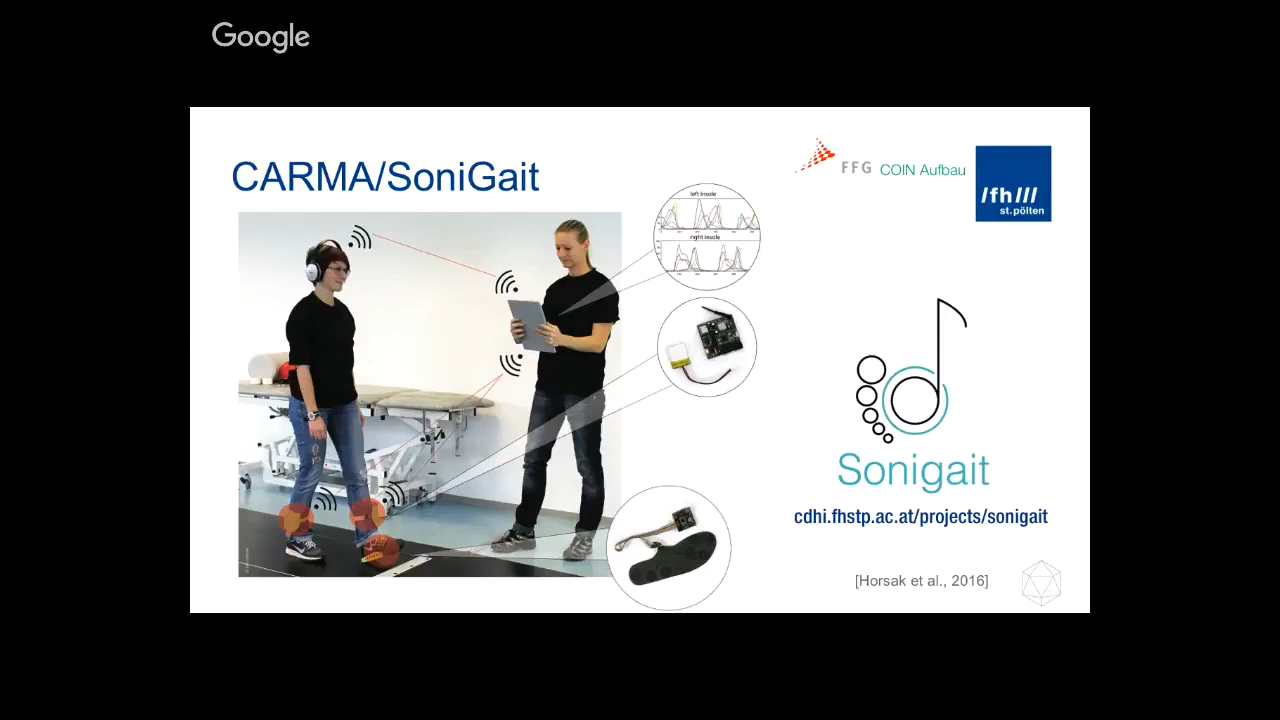 Google
CARMA/SoniGait
FFG COIN Aufbau
/fh///
st.pölten
left insole
right insole
Sonigait
cdhi.fhstp.ac.at/projects/sonigait
[Horsak et al., 2016]